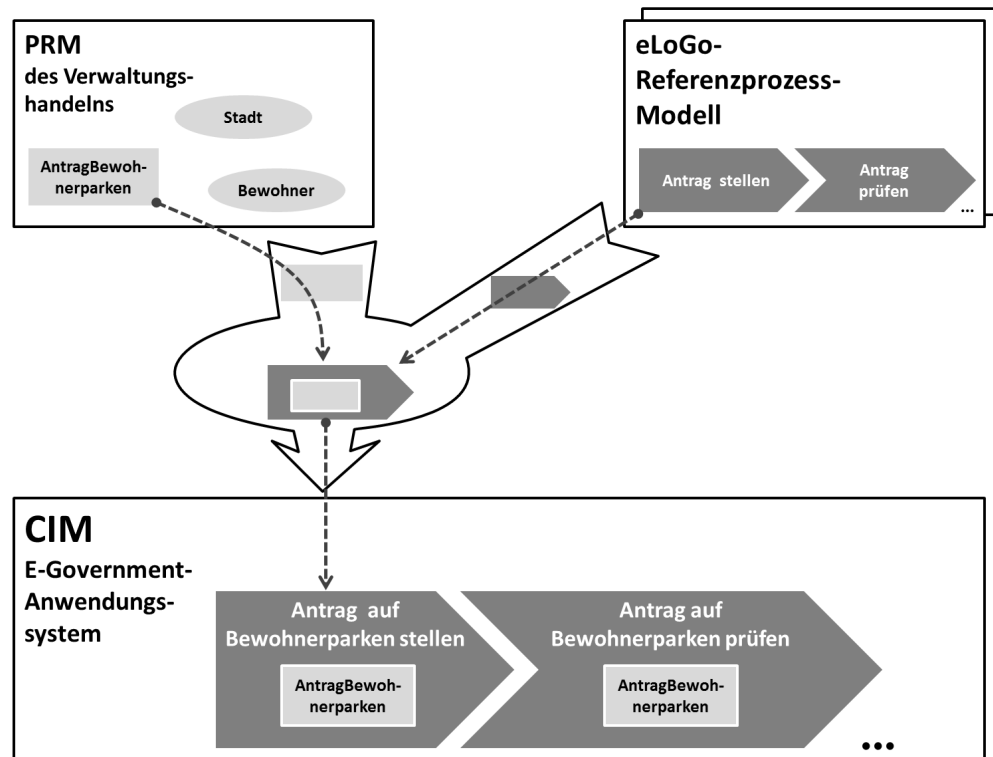 PRM
des Verwaltungs-
handelns
Stadt
AntragBewoh-
nerparken
Bewohner
eLoGo-
Referenzprozess-
Modell
Antrag stellen
Antrag
prüfen
...
CIM
E-Government-
Anwendungs-
system
Antrag auf
Bewohnerparken stellen
AntragBewoh-
nerparken
Antrag auf
Bewohnerparken prüfen
AntragBewoh-
nerparken
...